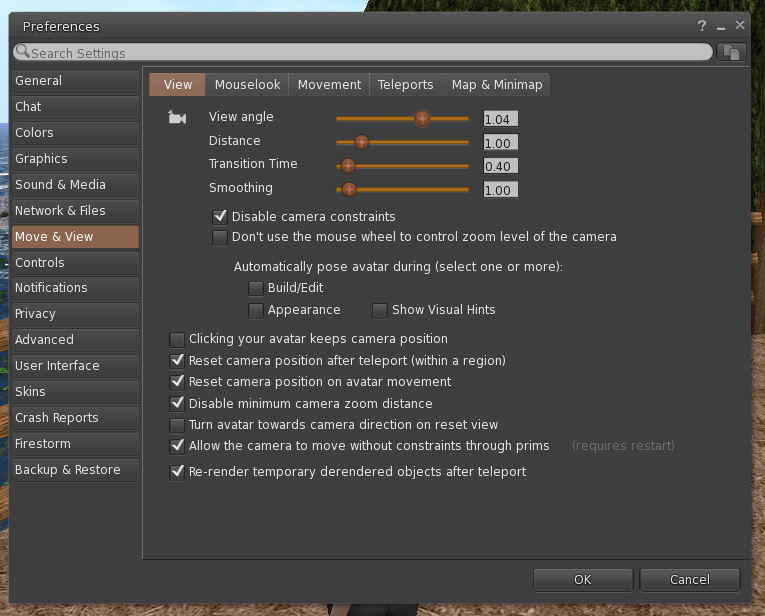 Preferences
?
Search Settings
General
Chat
Colors
Graphics
Sound & Media
Network & Files
Move & View
Controls
Notifications
Privacy
Advanced
User Interface
Skins
Crash Reports
Firestorm
Backup & Restore
View Mouselook Movement Teleports Map & Minimap
View angle 1.04
Distance 1.00
Transition Time 0.40
Smoothing 1.00
Disable camera constraints
Don't use the mouse wheel to control zoom level of the camera
Automatically pose avatar during (select one or more):
Build/Edit
Appearance Show Visual Hints
Clicking your avatar keeps camera position
Reset camera position after teleport (within a region)
Reset camera position on avatar movement
Disable minimum camera zoom distance
Turn avatar towards camera direction on reset view
Allow the camera to move without constraints through prims (requires restart)
Re-render temporary derendered objects after teleport
OK Cancel